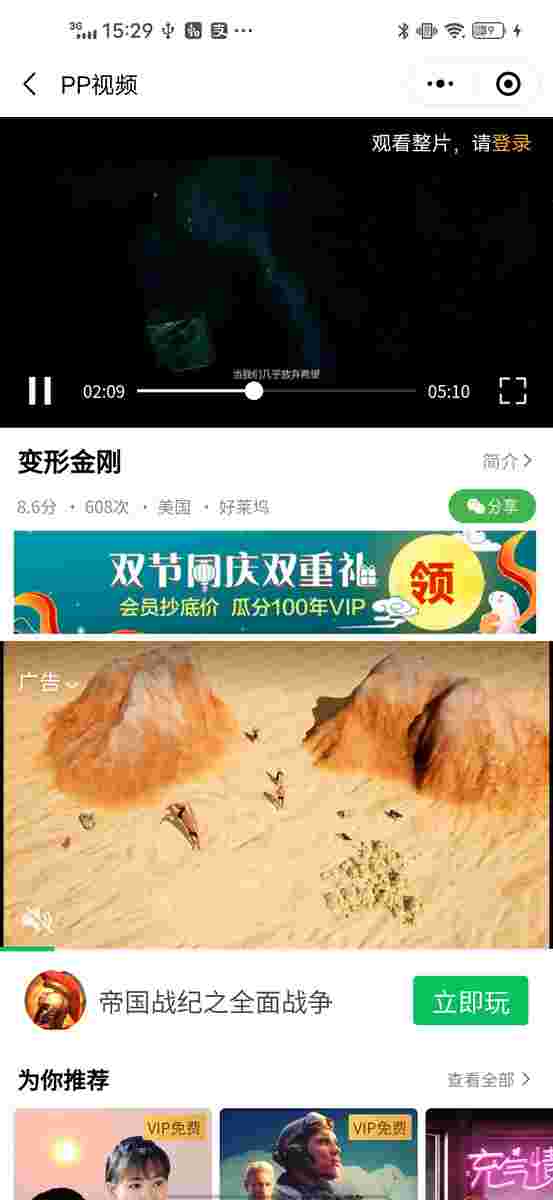 3G 15:29
PP视频
观看整片，请登录
当我们几乎放弃希望
02:09 05:10
变形金刚 简介
8.6分 · 608次 · 美国 · 好莱坞 分享
双节同庆双重礼 领
会员抄底价 瓜分100年VIP
广告
帝国战纪之全面战争 立即玩
为你推荐 查看全部
VIP免费 VIP免费 充气情